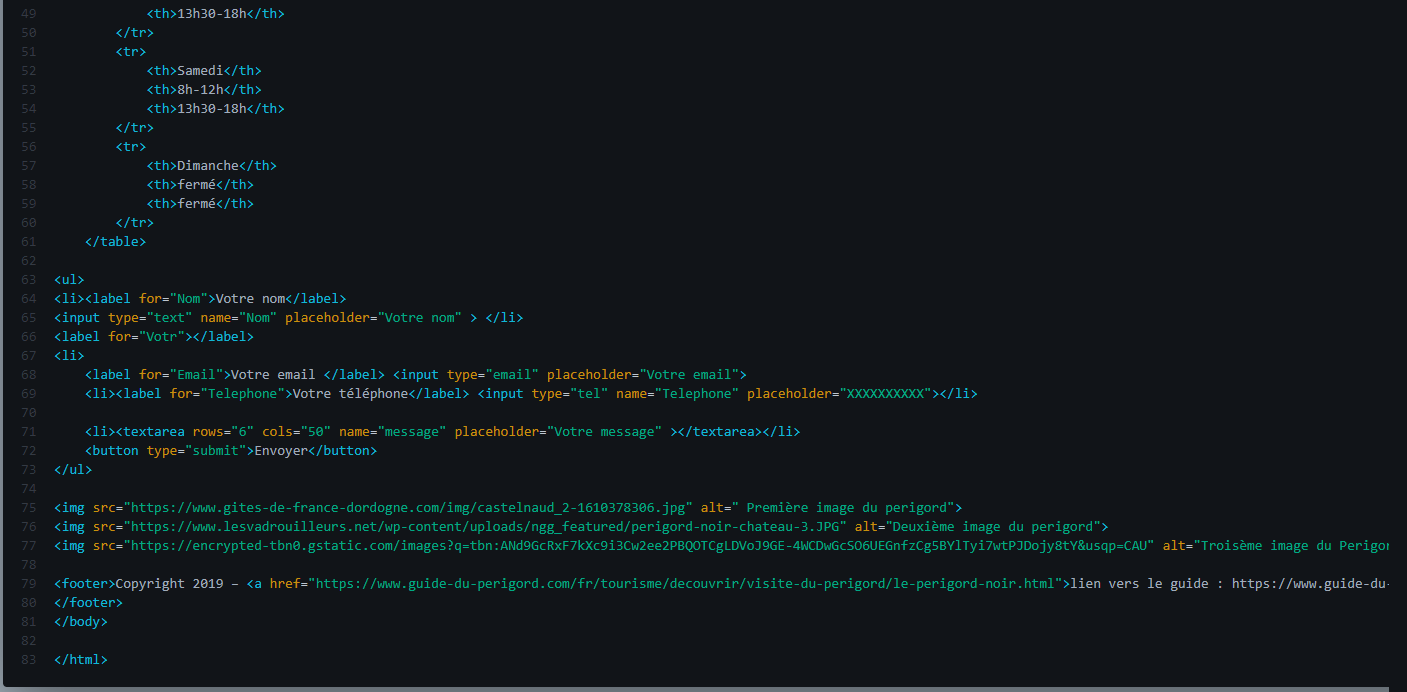 49 <th>13h30-18h</th>
50 </tr>
51 <tr>
52 <th>Samedi</th>
53 <th>8h-12h</th>
54 <th>13h30-18h</th>
55 </tr>
56 <tr>
57 <th>Dimanche</th>
58 <th>fermé</th>
59 <th>fermé</th>
60 </tr>
61 </table>
62
63 <ul>
64 <li><label for="Nom">Votre nom</label>
65 <input type="text" name="Nom" placeholder="Votre nom" > </li>
66 <label for="Votr"></label>
67 <li>
68 <label for="Email">Votre email </label> <input type="email" placeholder="Votre email">
69 <li><label for="Telephone">Votre téléphone</label> <input type="tel" name="Telephone" placeholder="XXXXXXXXXX"></li>
70
71 <li><textarea rows="6" cols="50" name="message" placeholder="Votre message" ></textarea></li>
72 <button type="submit">Envoyer</button>
73 </ul>
74
75 <img src="https://www.gites-de-france-dordogne.com/img/castelnaud_2-1610378306.jpg" alt=" Première image du perigord">
76 <img src="https://www.lesvadrouilleurs.net/wp-content/uploads/ngg_featured/perigord-noir-chateau-3.JPG" alt="Deuxième image du perigord">
77 <img src="https://encrypted-tbn0.gstatic.com/images?q=tbn:ANd9GcRxF7kXc9i3Cw2ee2PBQOTCgLDVoJ9GE-4WCDwGcSO6UEGnfzCg5BYlTyi7wtPJDojy8tY&usqp=CAU" alt="Troisème image du Perigor
78
79 <footer>Copyright 2019 – <a href="https://www.guide-du-perigord.com/fr/tourisme/decouvrir/visite-du-perigord/le-perigord-noir.html">lien vers le guide : https://www.guide-du-
80 </footer>
81 </body>
82
83 </html>